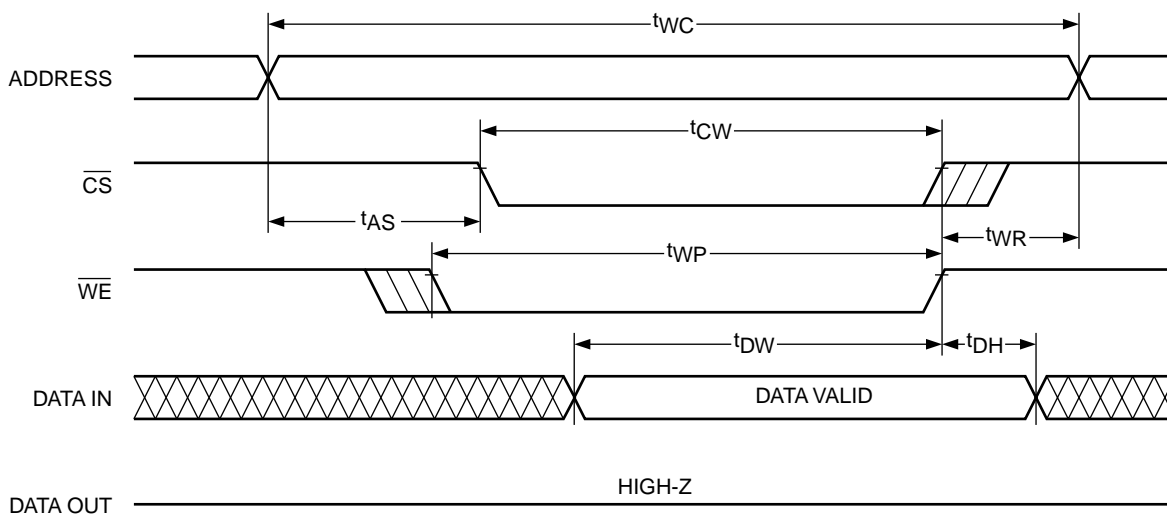 tWC
ADDRESS
tCW
CS
tAS
tWR
tWP
WE
tDW
tDH
DATA IN
DATA VALID
HIGH-Z
DATA OUT